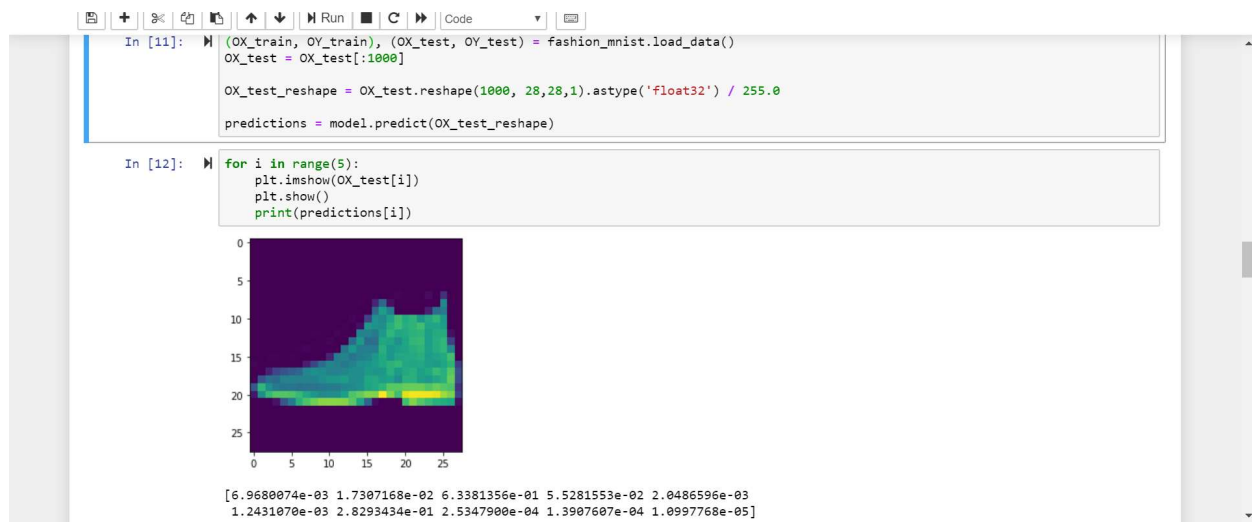 Run Code
In [11]: (OX_train, OY_train), (OX_test, OY_test) = fashion_mnist.load_data()
OX_test = OX_test[:1000]
OX_test_reshape = OX_test.reshape(1000, 28,28,1).astype('float32') / 255.0
predictions = model.predict(OX_test_reshape)
In [12]: for i in range(5):
    plt.imshow(OX_test[i])
    plt.show()
    print(predictions[i])
0
5
10
15
20
25
0 5 10 15 20 25
[6.9680074e-03 1.7307168e-02 6.3381356e-01 5.5281553e-02 2.0486596e-03
1.2431070e-03 2.8293434e-01 2.5347900e-04 1.3907607e-04 1.0997768e-05]